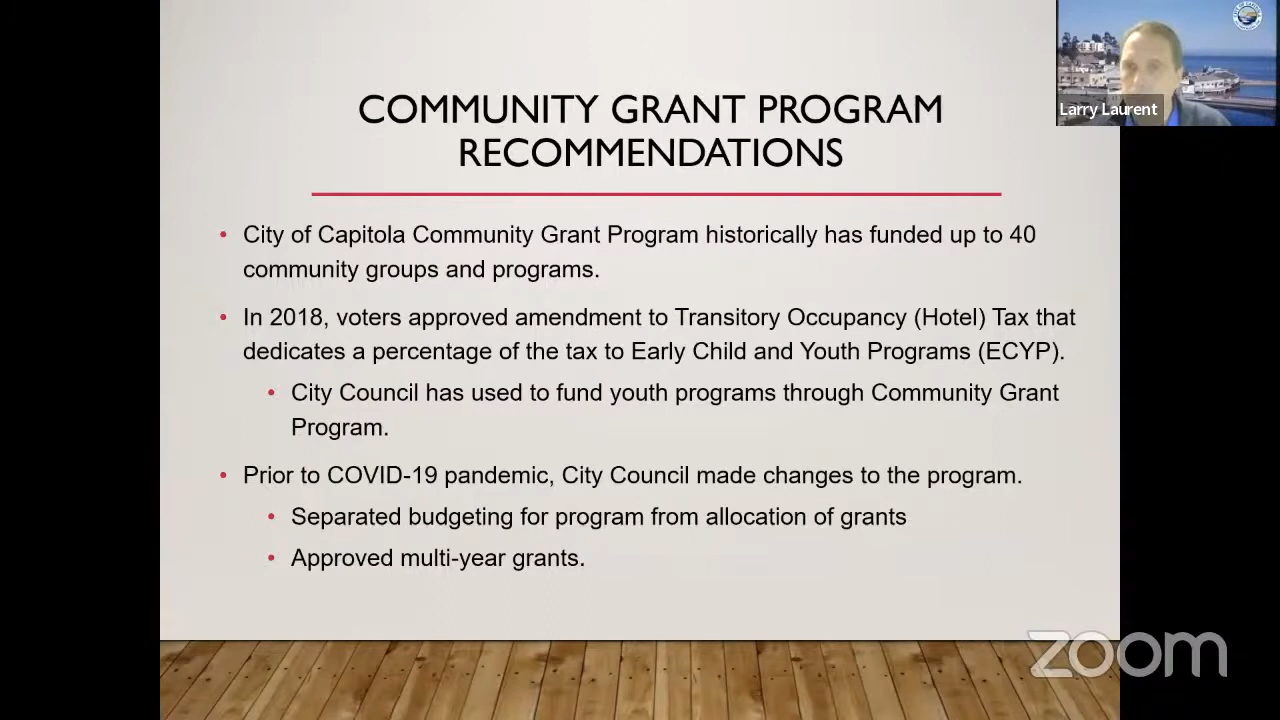 COMMUNITY GRANT PROGRAM
RECOMMENDATIONS
Larry Laurent
• City of Capitola Community Grant Program historically has funded up to 40
community groups and programs.
• In 2018, voters approved amendment to Transitory Occupancy (Hotel) Tax that
dedicates a percentage of the tax to Early Child and Youth Programs (ECYP).
• City Council has used to fund youth programs through Community Grant
Program.
• Prior to COVID-19 pandemic, City Council made changes to the program.
• Separated budgeting for program from allocation of grants
• Approved multi-year grants.
zoom